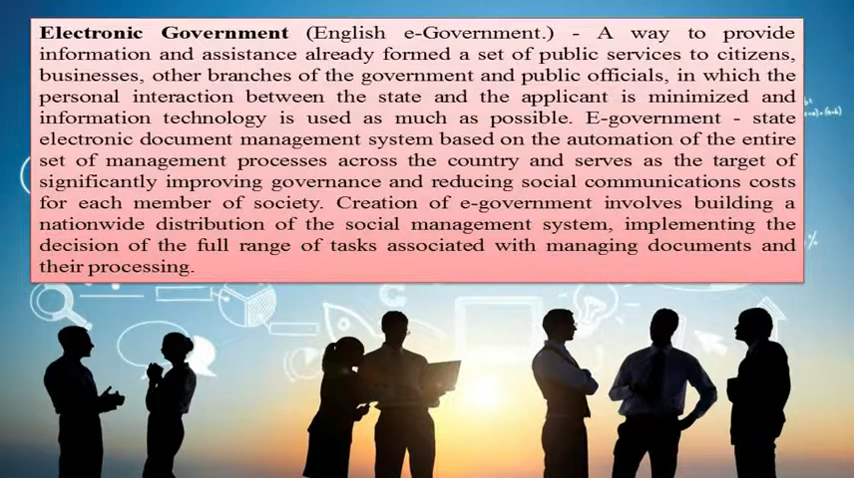 Electronic Government (English e-Government.) - A way to provide
information and assistance already formed a set of public services to citizens,
businesses, other branches of the government and public officials, in which the
personal interaction between the state and the applicant is minimized and
information technology is used as much as possible. E-government - state
electronic document management system based on the automation of the entire
set of management processes across the country and serves as the target of
significantly improving governance and reducing social communications costs
for each member of society. Creation of e-government involves building a
nationwide distribution of the social management system, implementing the
decision of the full range of tasks associated with managing documents and
their processing.